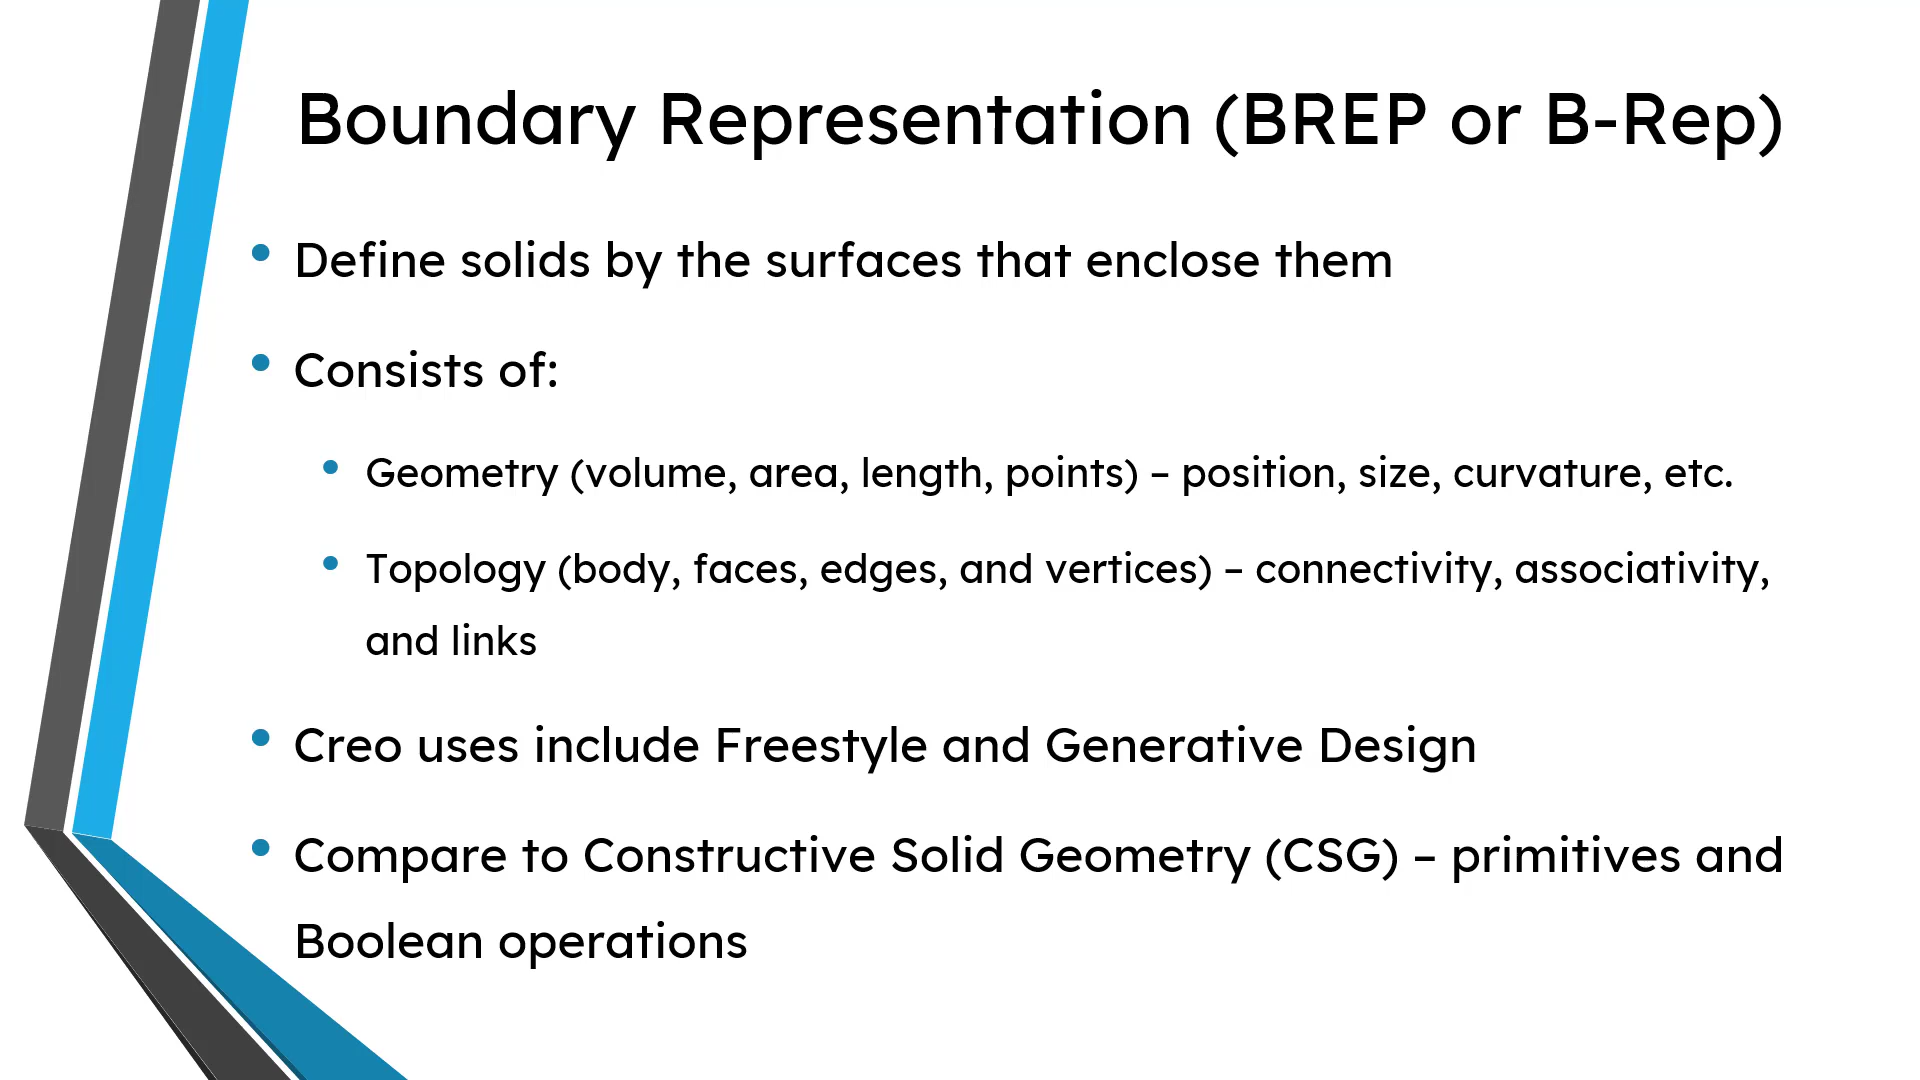 Boundary Representation (BREP or B-Rep)
• Define solids by the surfaces that enclose them
• Consists of:
• Geometry (volume, area, length, points) – position, size, curvature, etc.
• Topology (body, faces, edges, and vertices) – connectivity, associativity,
and links
• Creo uses include Freestyle and Generative Design
• Compare to Constructive Solid Geometry (CSG) – primitives and
Boolean operations